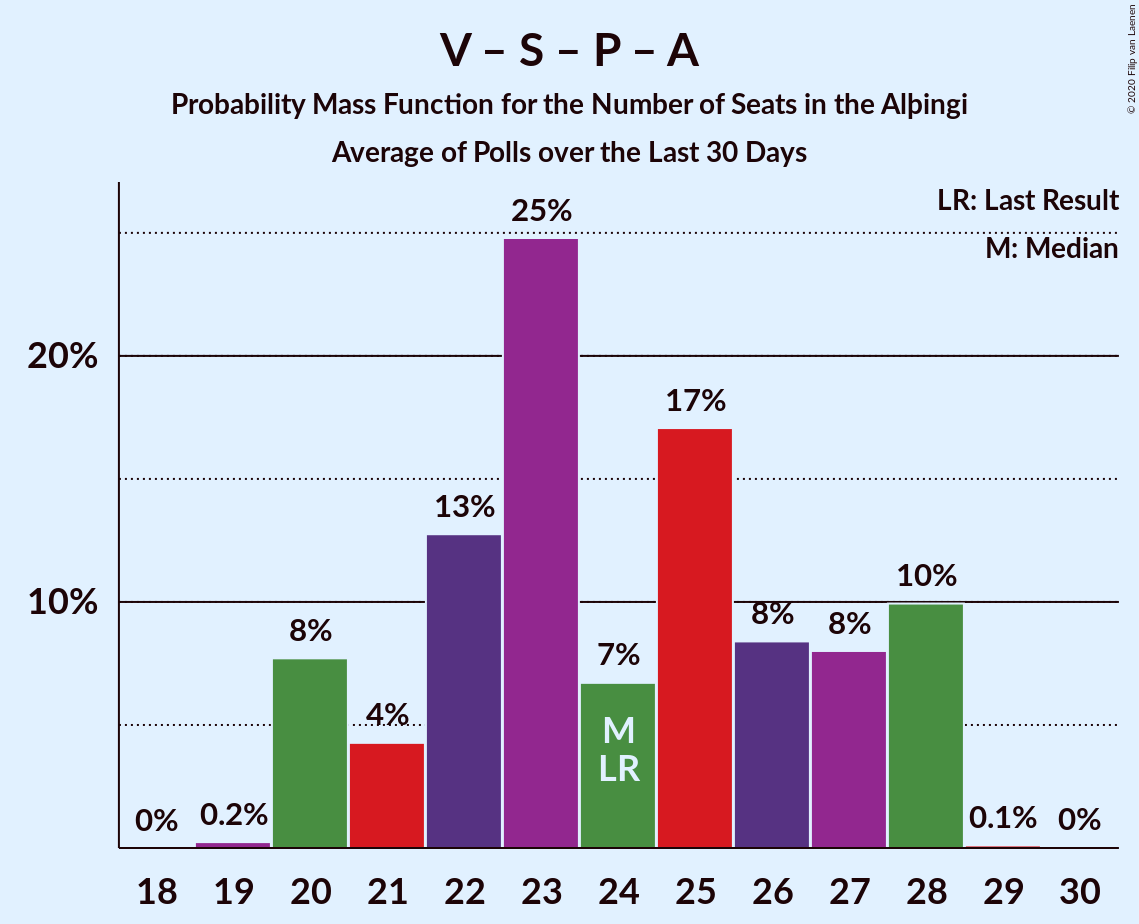 V – S – P – A
Probability Mass Function for the Number of Seats in the Alþingi
Average of Polls over the Last 30 Days
© 2020 Filip van Laenen
LR: Last Result
M: Median
20%
10%
0%
0.2%
8%
4%
13%
25%
7%
17%
8%
8%
10%
0.1%
0%
M
LR
18 19 20 21 22 23 24 25 26 27 28 29 30